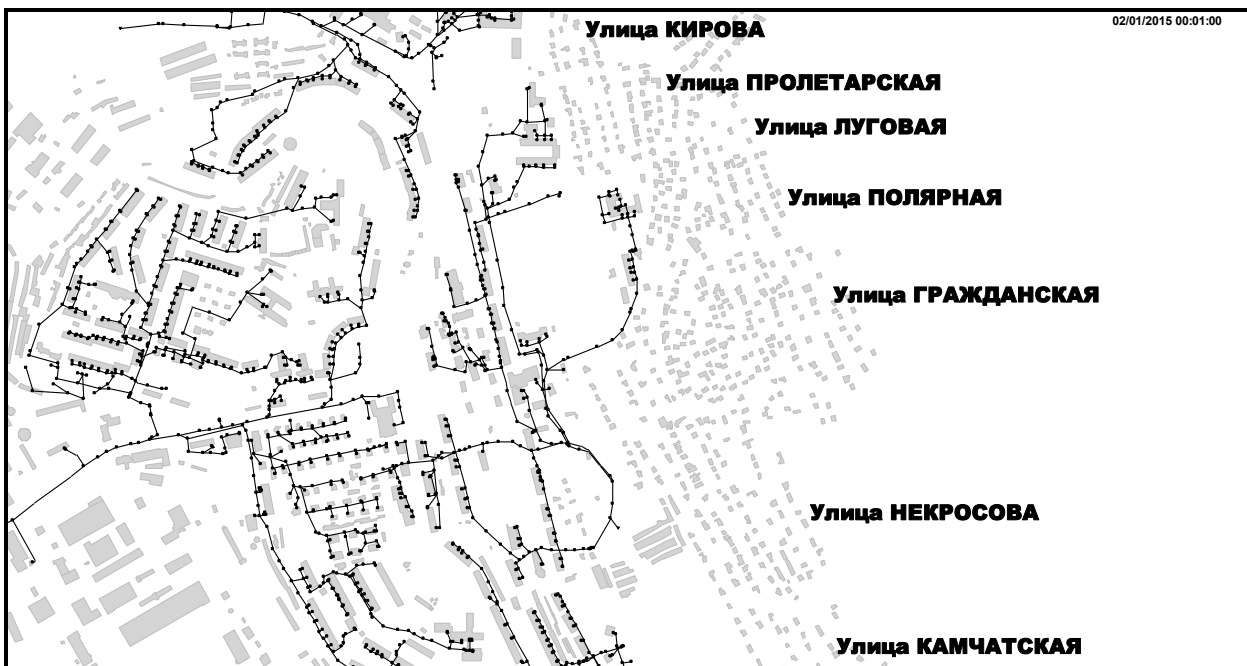 02/01/2015 00:01:00
Улица КИРОВА
Улица ПРОЛЕТАРСКАЯ
Улица ЛУГОВАЯ
Улица ПОЛЯРНАЯ
Улица ГРАЖДАНСКАЯ
Улица НЕКРОСОВА
Улица КАМЧАТСКАЯ